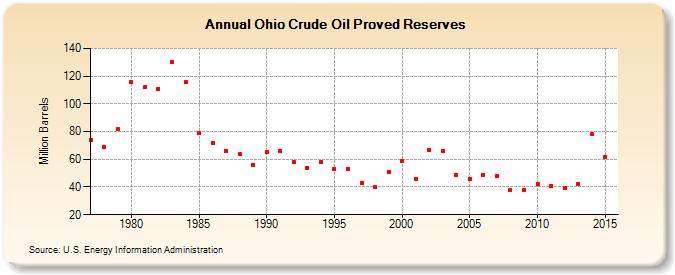 Annual Ohio Crude Oil Proved Reserves
Million Barrels
140
120
100
80
60
40
20
1980 1985 1990 1995 2000 2005 2010 2015
Source: U.S. Energy Information Administration